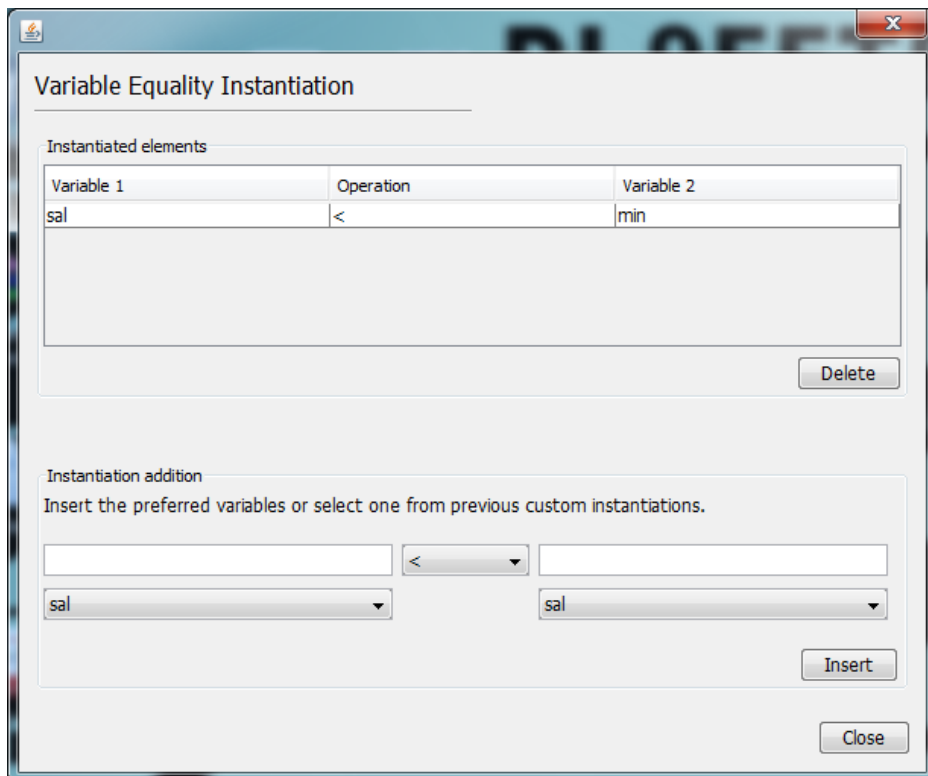 Variable Equality Instantiation
Instantiated elements
Variable 1 Operation Variable 2
sal < min
Delete
Instantiation addition
Insert the preferred variables or select one from previous custom instantiations.
<
sal sal
Insert
Close